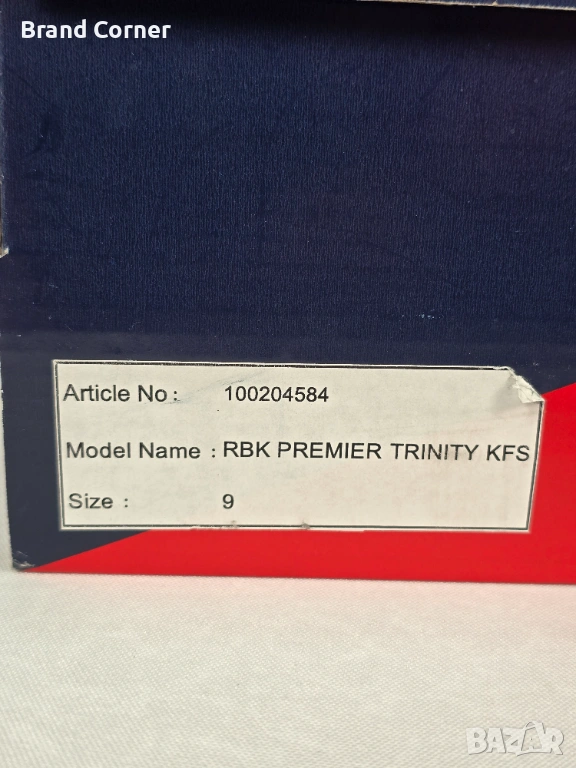 Brand Corner
Article No : 100204584
Model Name : RBK PREMIER TRINITY KFS
Size : 9
BAZAR